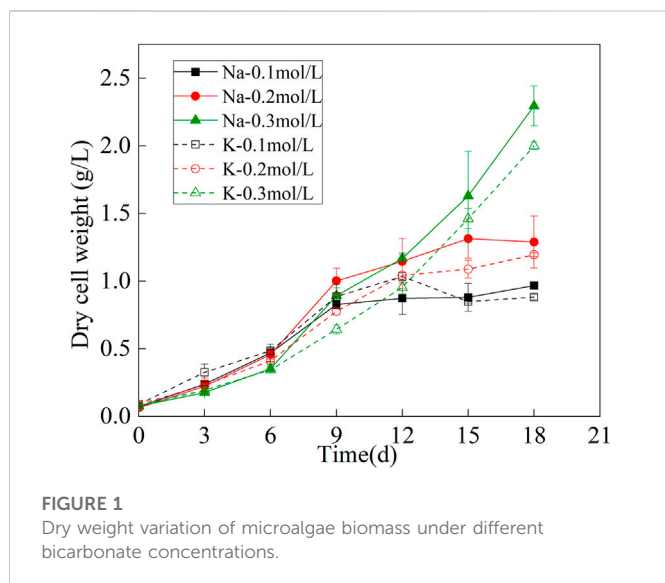 Na-0.1mol/L
Na-0.2mol/L
Na-0.3mol/L
K-0.1mol/L
K-0.2mol/L
K-0.3mol/L
Dry cell weight (g/L)
2.5
2.0
1.5
1.0
0.5
0.0
0 3 6 9 12 15 18 21
Time(d)
FIGURE 1
Dry weight variation of microalgae biomass under different
bicarbonate concentrations.